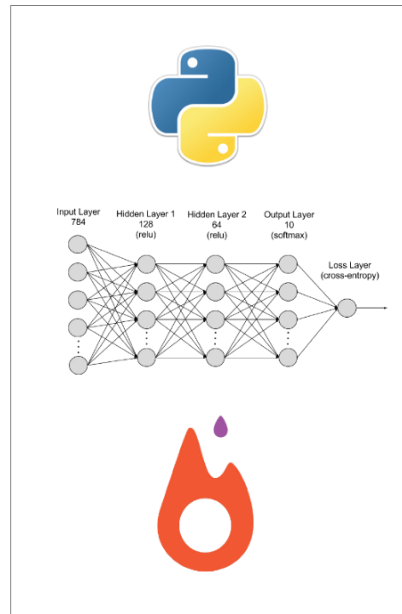 Input Layer
784
Hidden Layer 1
128
(relu)
Hidden Layer 2
64
(relu)
Output Layer
10
(softmax)
Loss Layer
(cross-entropy)